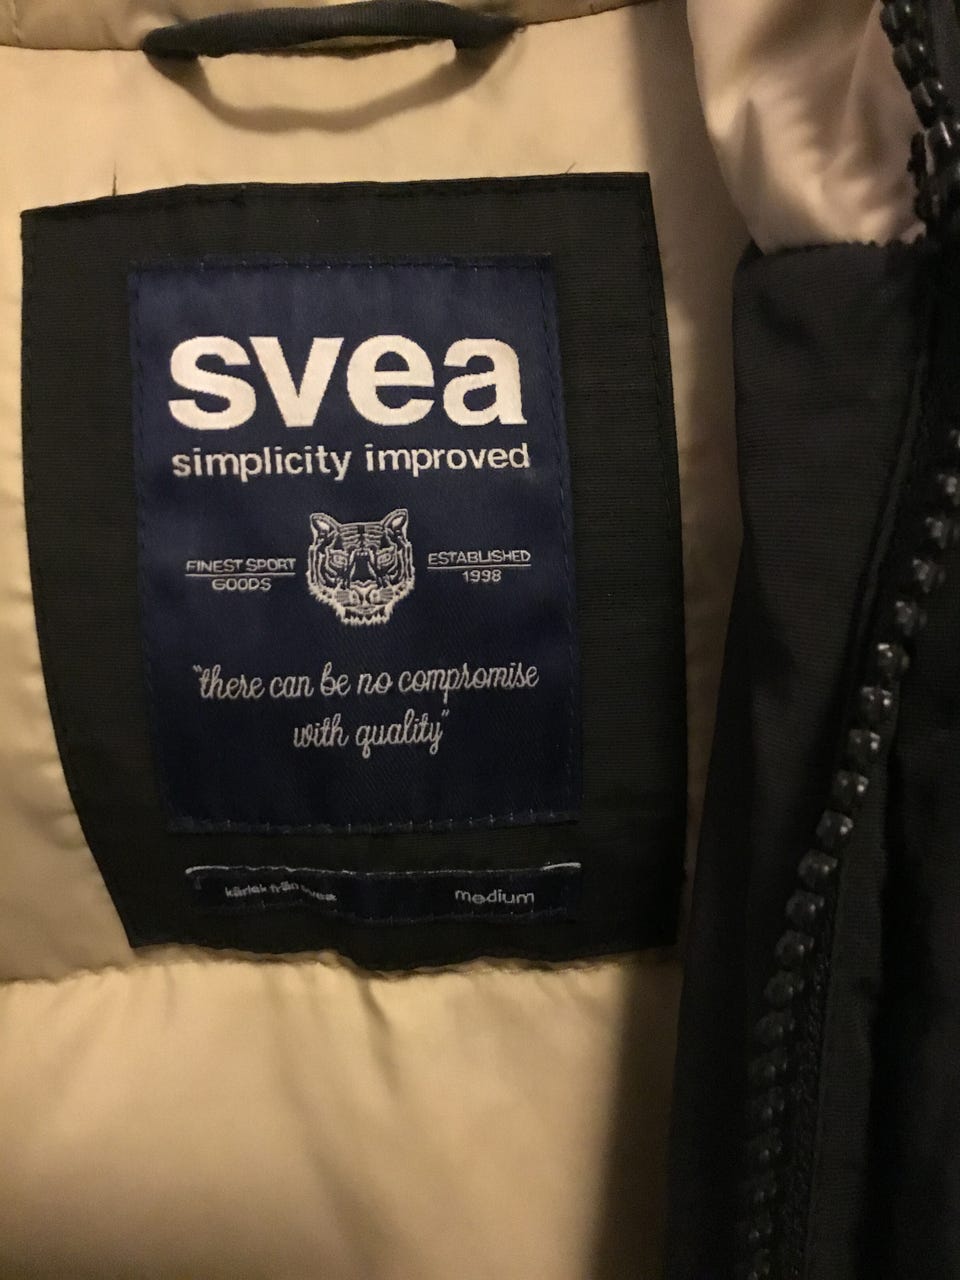 svea
simplicity improved
FINEST SPORT
GOODS
ESTABLISHED
1998
"there can be no compromise
with quality"
kärlek från svea
medium